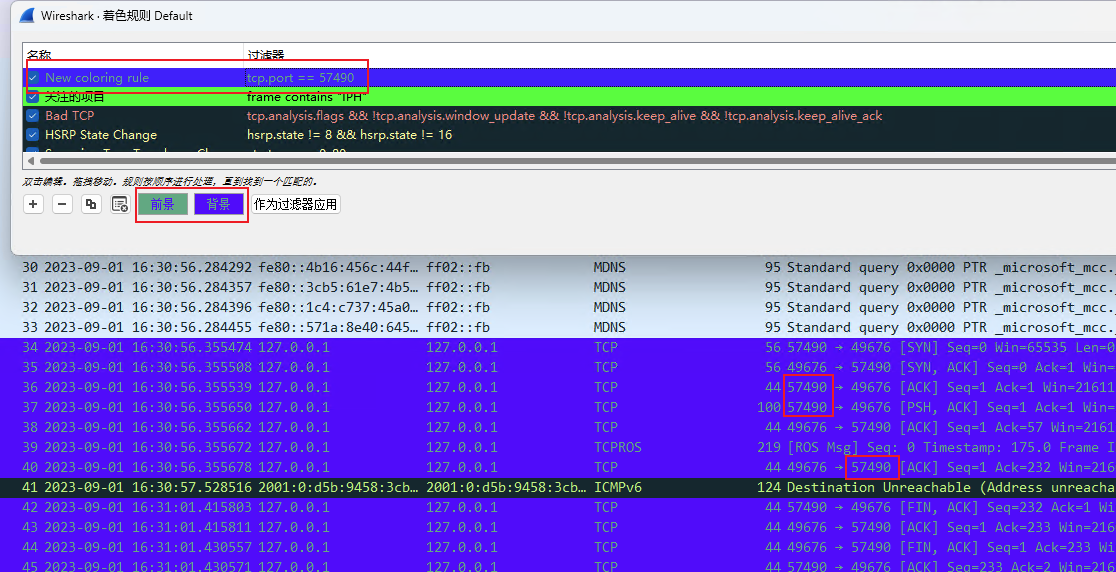 Wireshark · 着色规则 Default
名称 过滤器
New coloring rule tcp.port == 57490
关注的项目 frame contains "IPH"
Bad TCP tcp.analysis.flags && !tcp.analysis.window_update && !tcp.analysis.keep_alive && !tcp.analysis.keep_alive_ack
HSRP State Change hsrp.state != 8 && hsrp.state != 16
双击编辑。拖拽移动。规则按顺序进行处理，直到找到一个匹配的。
前景 背景 作为过滤器应用
30 2023-09-01 16:30:56.284292 fe80::4b16:456c:44f… ff02::fb MDNS 95 Standard query 0x0000 PTR _microsoft_mcc.
31 2023-09-01 16:30:56.284357 fe80::3cb5:61e7:4b5… ff02::fb MDNS 95 Standard query 0x0000 PTR _microsoft_mcc.
32 2023-09-01 16:30:56.284396 fe80::1c4:c737:45a0… ff02::fb MDNS 95 Standard query 0x0000 PTR _microsoft_mcc.
33 2023-09-01 16:30:56.284455 fe80::571a:8e40:645… ff02::fb MDNS 95 Standard query 0x0000 PTR _microsoft_mcc.
34 2023-09-01 16:30:56.355474 127.0.0.1 127.0.0.1 TCP 56 57490 → 49676 [SYN] Seq=0 Win=65535 Len=0
35 2023-09-01 16:30:56.355508 127.0.0.1 127.0.0.1 TCP 56 49676 → 57490 [SYN, ACK] Seq=0 Ack=1 Win=
36 2023-09-01 16:30:56.355539 127.0.0.1 127.0.0.1 TCP 44 57490 → 49676 [ACK] Seq=1 Ack=1 Win=21611
37 2023-09-01 16:30:56.355650 127.0.0.1 127.0.0.1 TCP 100 57490 → 49676 [PSH, ACK] Seq=1 Ack=1 Win=
38 2023-09-01 16:30:56.355662 127.0.0.1 127.0.0.1 TCP 44 49676 → 57490 [ACK] Seq=1 Ack=57 Win=2161
39 2023-09-01 16:30:56.355672 127.0.0.1 127.0.0.1 TCPROS 219 [ROS Msg] Seq: 0 Timestamp: 175.0 Frame I
40 2023-09-01 16:30:56.355678 127.0.0.1 127.0.0.1 TCP 44 49676 → 57490 [ACK] Seq=1 Ack=232 Win=216
41 2023-09-01 16:30:57.528516 2001:0:d5b:9458:3cb… 2001:0:d5b:9458:3cb… ICMPv6 124 Destination Unreachable (Address unreacha
42 2023-09-01 16:31:01.415803 127.0.0.1 127.0.0.1 TCP 44 57490 → 49676 [FIN, ACK] Seq=232 Ack=1 W
43 2023-09-01 16:31:01.415811 127.0.0.1 127.0.0.1 TCP 44 49676 → 57490 [ACK] Seq=1 Ack=233 Win=216
44 2023-09-01 16:31:01.430557 127.0.0.1 127.0.0.1 TCP 44 49676 → 57490 [FIN, ACK] Seq=1 Ack=233 W
45 2023-09-01 16:31:01.430571 127.0.0.1 127.0.0.1 TCP 44 57490 → 49676 [ACK] Seq=233 Ack=2 Win=216